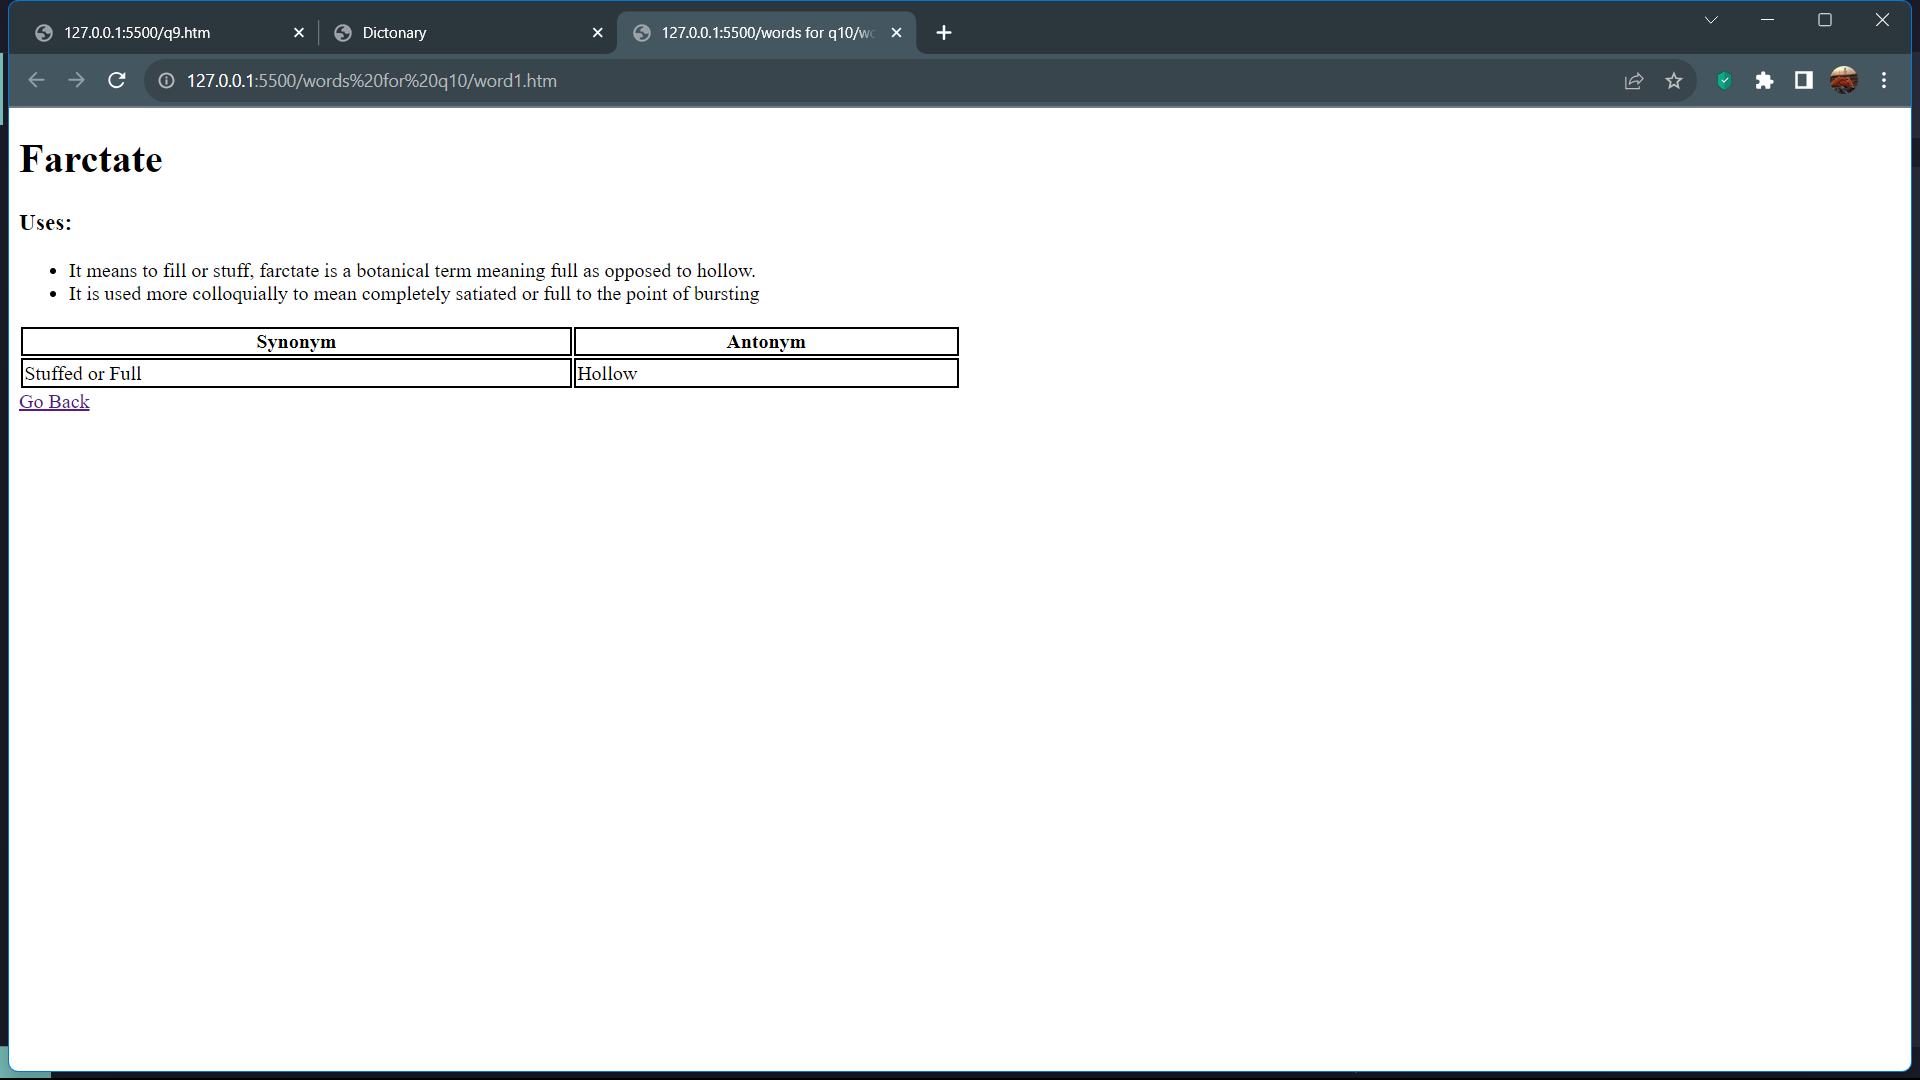 127.0.0.1:5500/q9.htm
Dictonary
127.0.0.1:5500/words for q10/wo
127.0.0.1:5500/words%20for%20q10/word1.htm
Farctate
Uses:
• It means to fill or stuff, farctate is a botanical term meaning full as opposed to hollow.
• It is used more colloquially to mean completely satiated or full to the point of bursting
Synonym Antonym
Stuffed or Full Hollow
Go Back